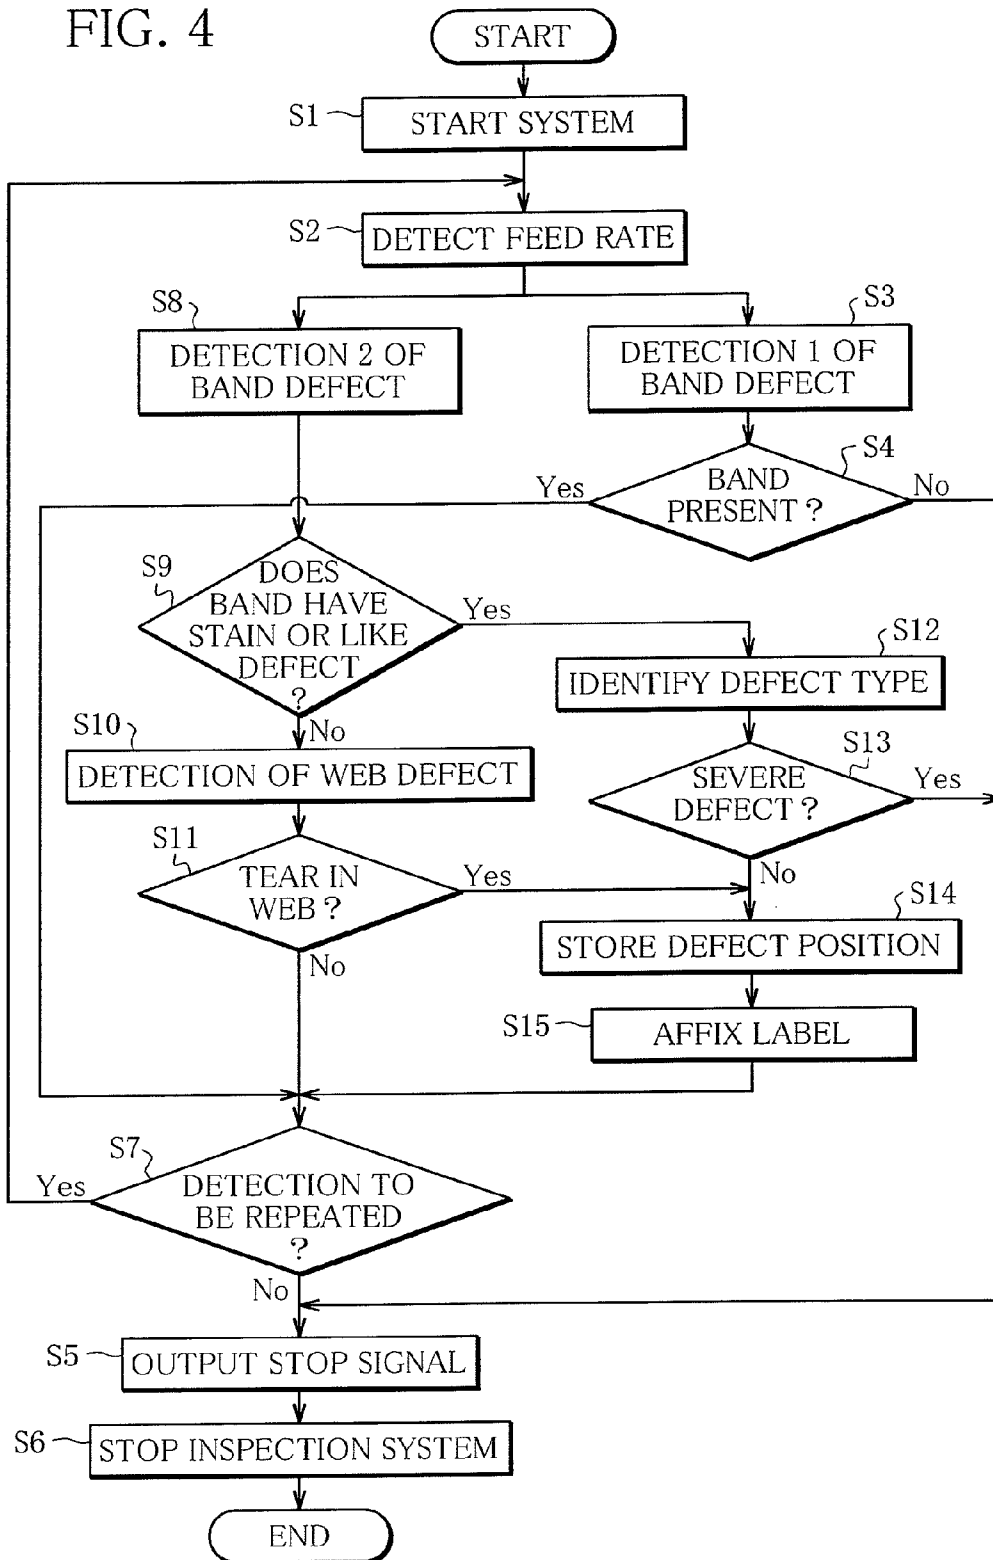 FIG. 4
START
S1
START SYSTEM
S2
DETECT FEED RATE
S8
DETECTION 2 OF
BAND DEFECT
S3
DETECTION 1 OF
BAND DEFECT
S4
BAND
PRESENT ?
Yes
No
S9
DOES
BAND HAVE
STAIN OR LIKE
DEFECT
?
Yes
No
S12
IDENTIFY DEFECT TYPE
S10
DETECTION OF WEB DEFECT
S13
SEVERE
DEFECT ?
Yes
No
S11
TEAR IN
WEB ?
Yes
No
S14
STORE DEFECT POSITION
S15
AFFIX LABEL
S7
DETECTION TO
BE REPEATED
?
Yes
No
S5
OUTPUT STOP SIGNAL
S6
STOP INSPECTION SYSTEM
END